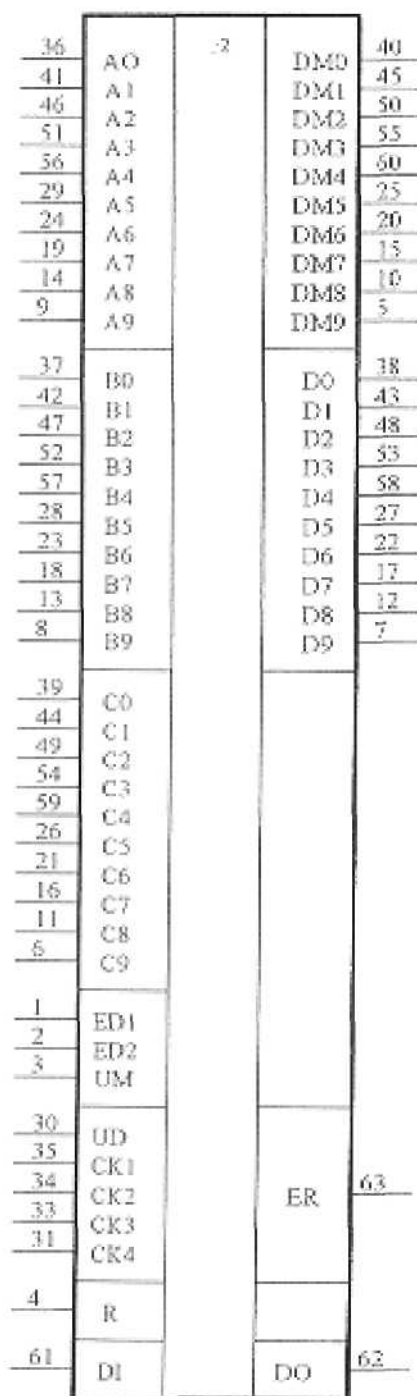 36 A0 DM0 40
41 A1 DM1 45
46 A2 DM2 50
51 A3 DM3 55
56 A4 DM4 60
29 A5 DM5 25
24 A6 DM6 20
19 A7 DM7 15
14 A8 DM8 10
9 A9 DM9 5
37 B0 D0 38
42 B1 D1 43
47 B2 D2 48
52 B3 D3 53
57 B4 D4 58
28 B5 D5 27
23 B6 D6 22
18 B7 D7 17
13 B8 D8 12
8 B9 D9 7
39 C0
44 C1
49 C2
54 C3
59 C4
26 C5
21 C6
16 C7
11 C8
6 C9
1 ED1
2 ED2
3 UM
30 UD
35 CK1
34 CK2 ER 63
33 CK3
31 CK4
4 R
61 DI DO 62